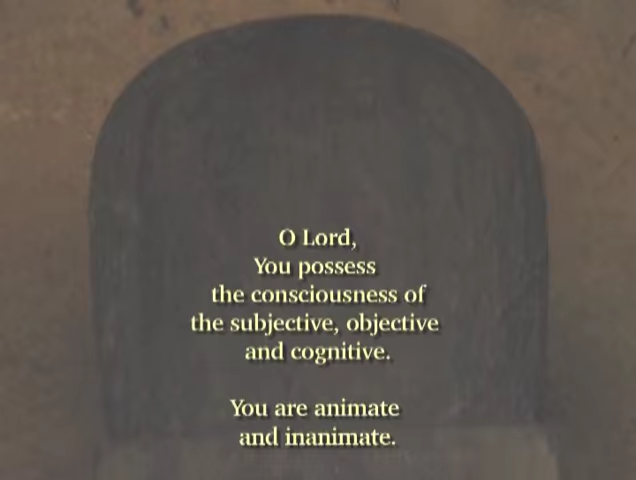 O Lord,
You possess
the consciousness of
the subjective, objective
and cognitive.
You are animate
and inanimate.